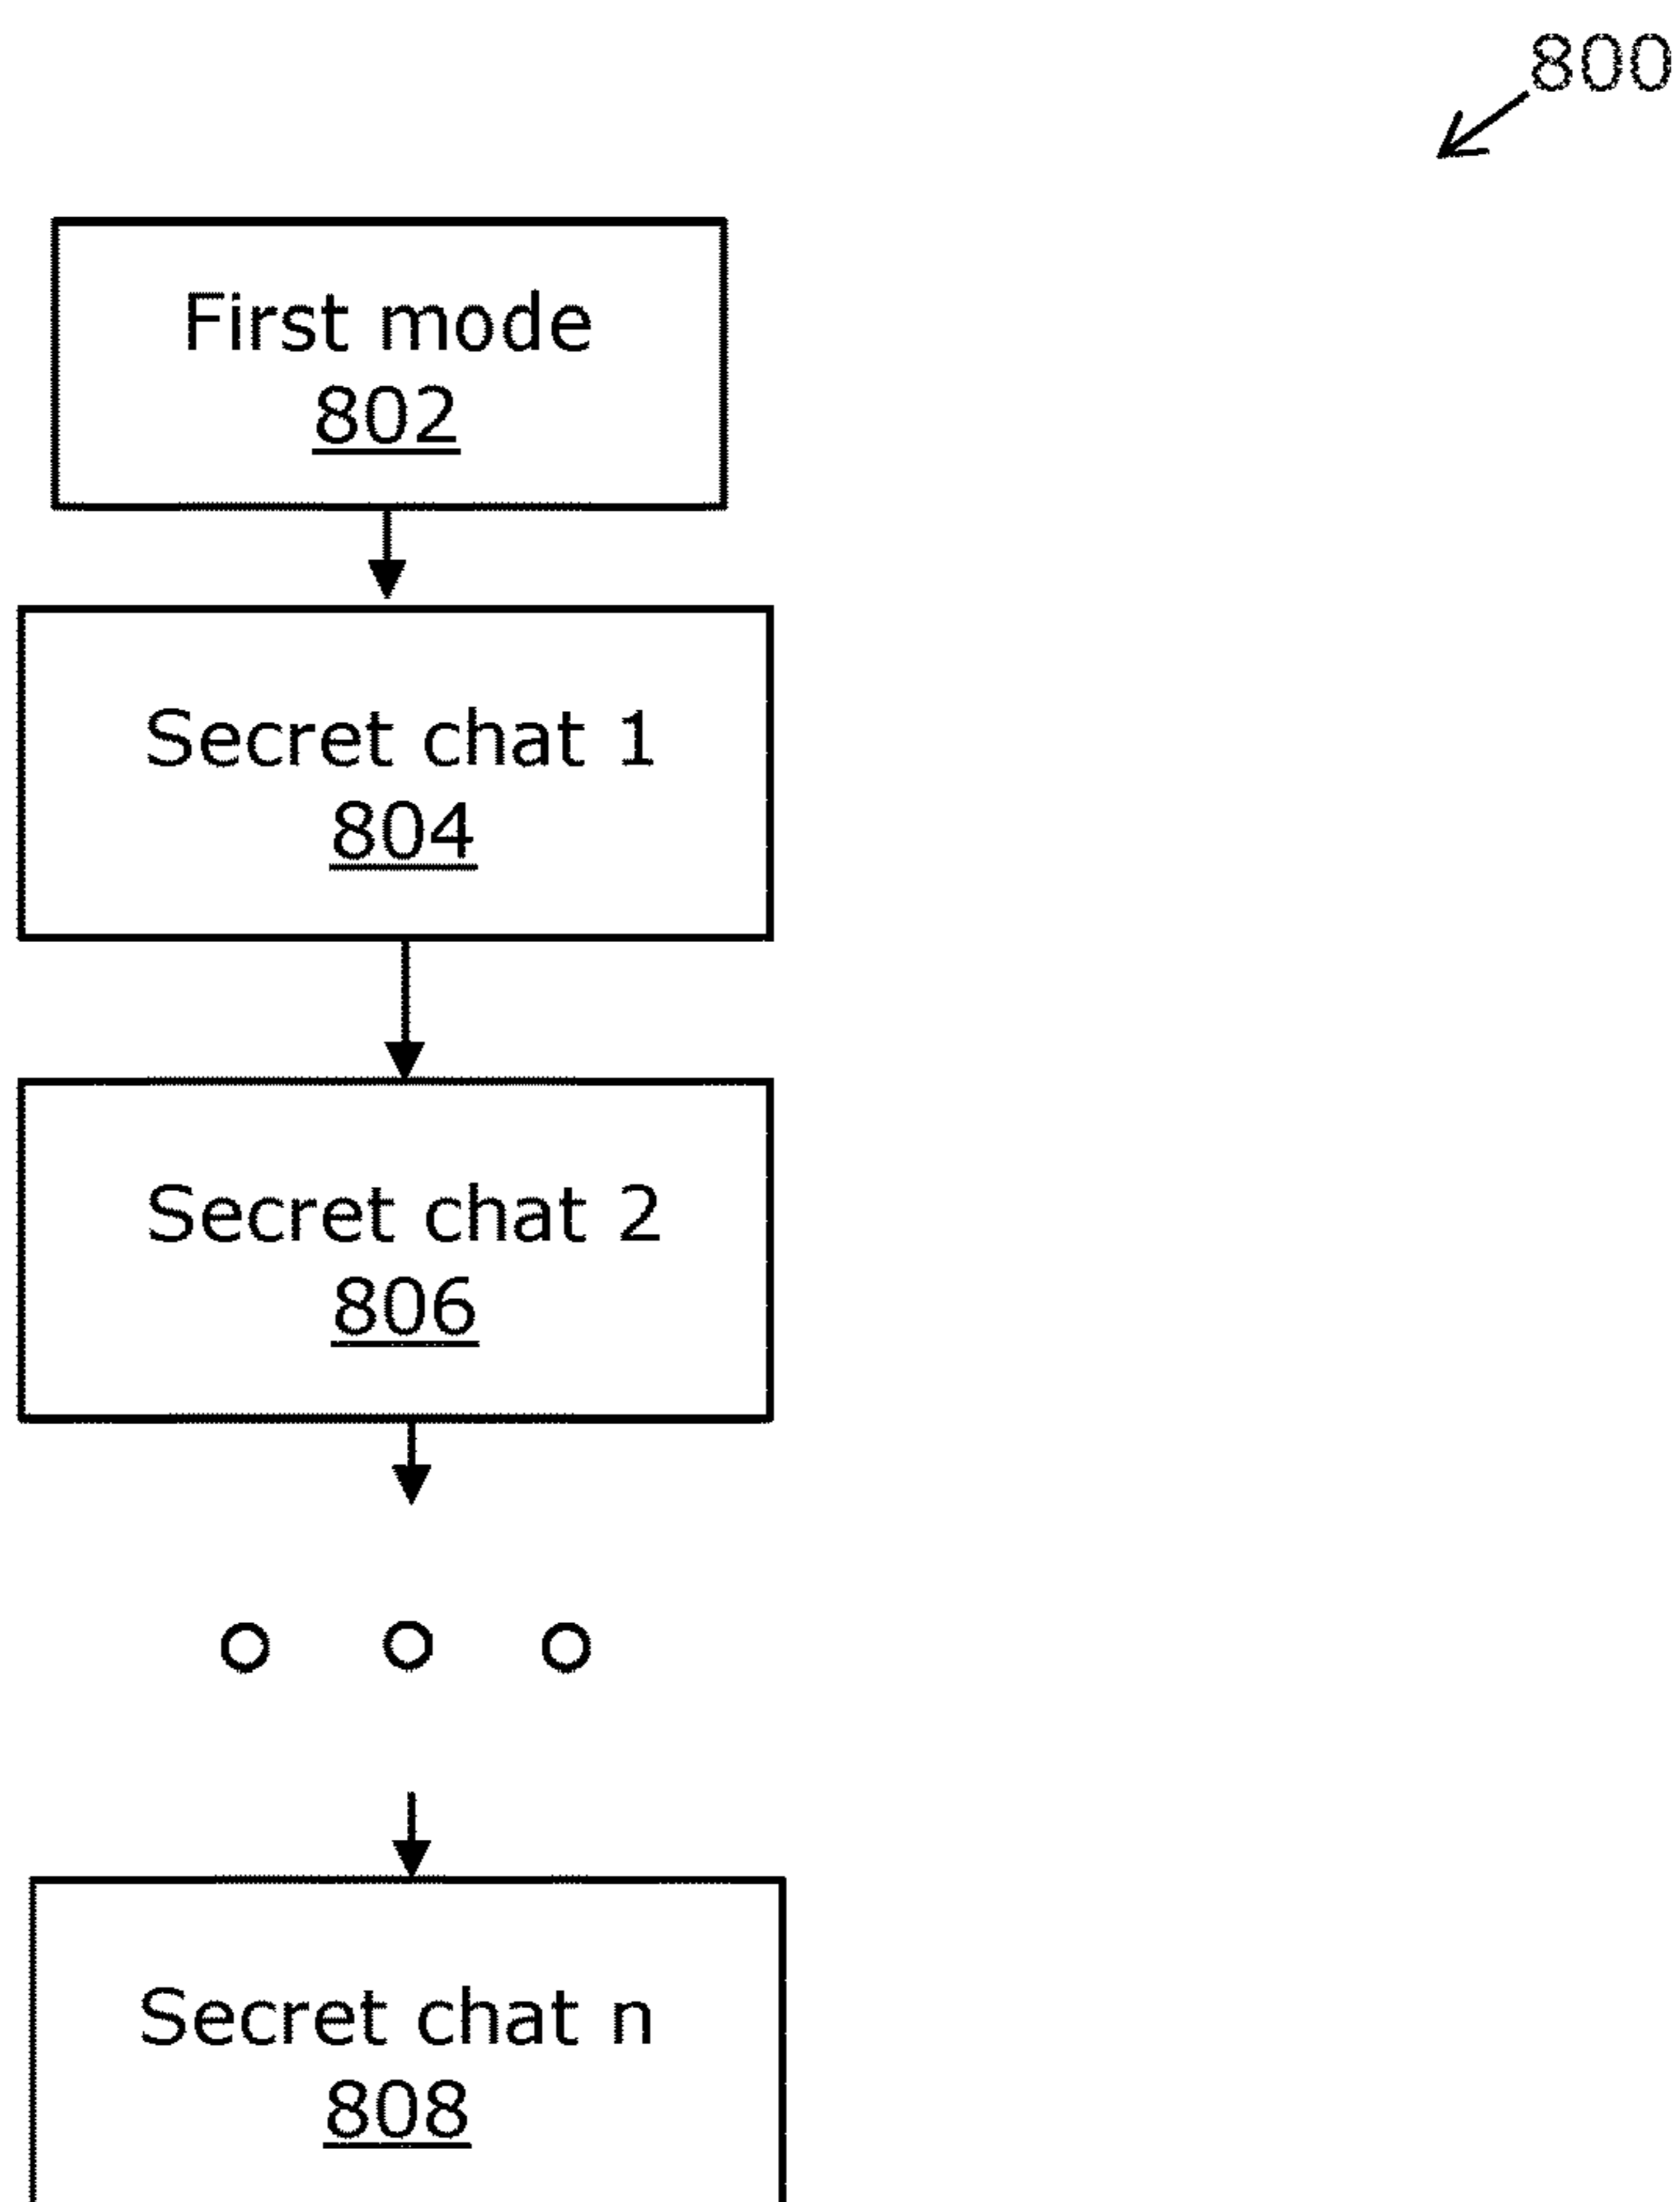 800
First mode
802
Secret chat 1
804
Secret chat 2
806
Secret chat n
808